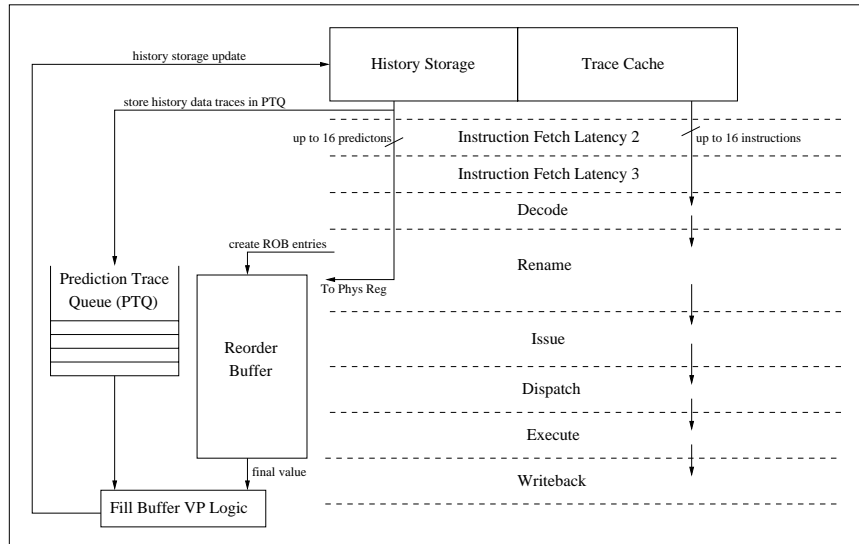 history storage update
History Storage
Trace Cache
store history data traces in PTQ
up to 16 predictons
Instruction Fetch Latency 2
up to 16 instructions
Instruction Fetch Latency 3
Decode
create ROB entries
Prediction Trace
Queue (PTQ)
Rename
To Phys Reg
Reorder
Buffer
Issue
Dispatch
Execute
final value
Writeback
Fill Buffer VP Logic